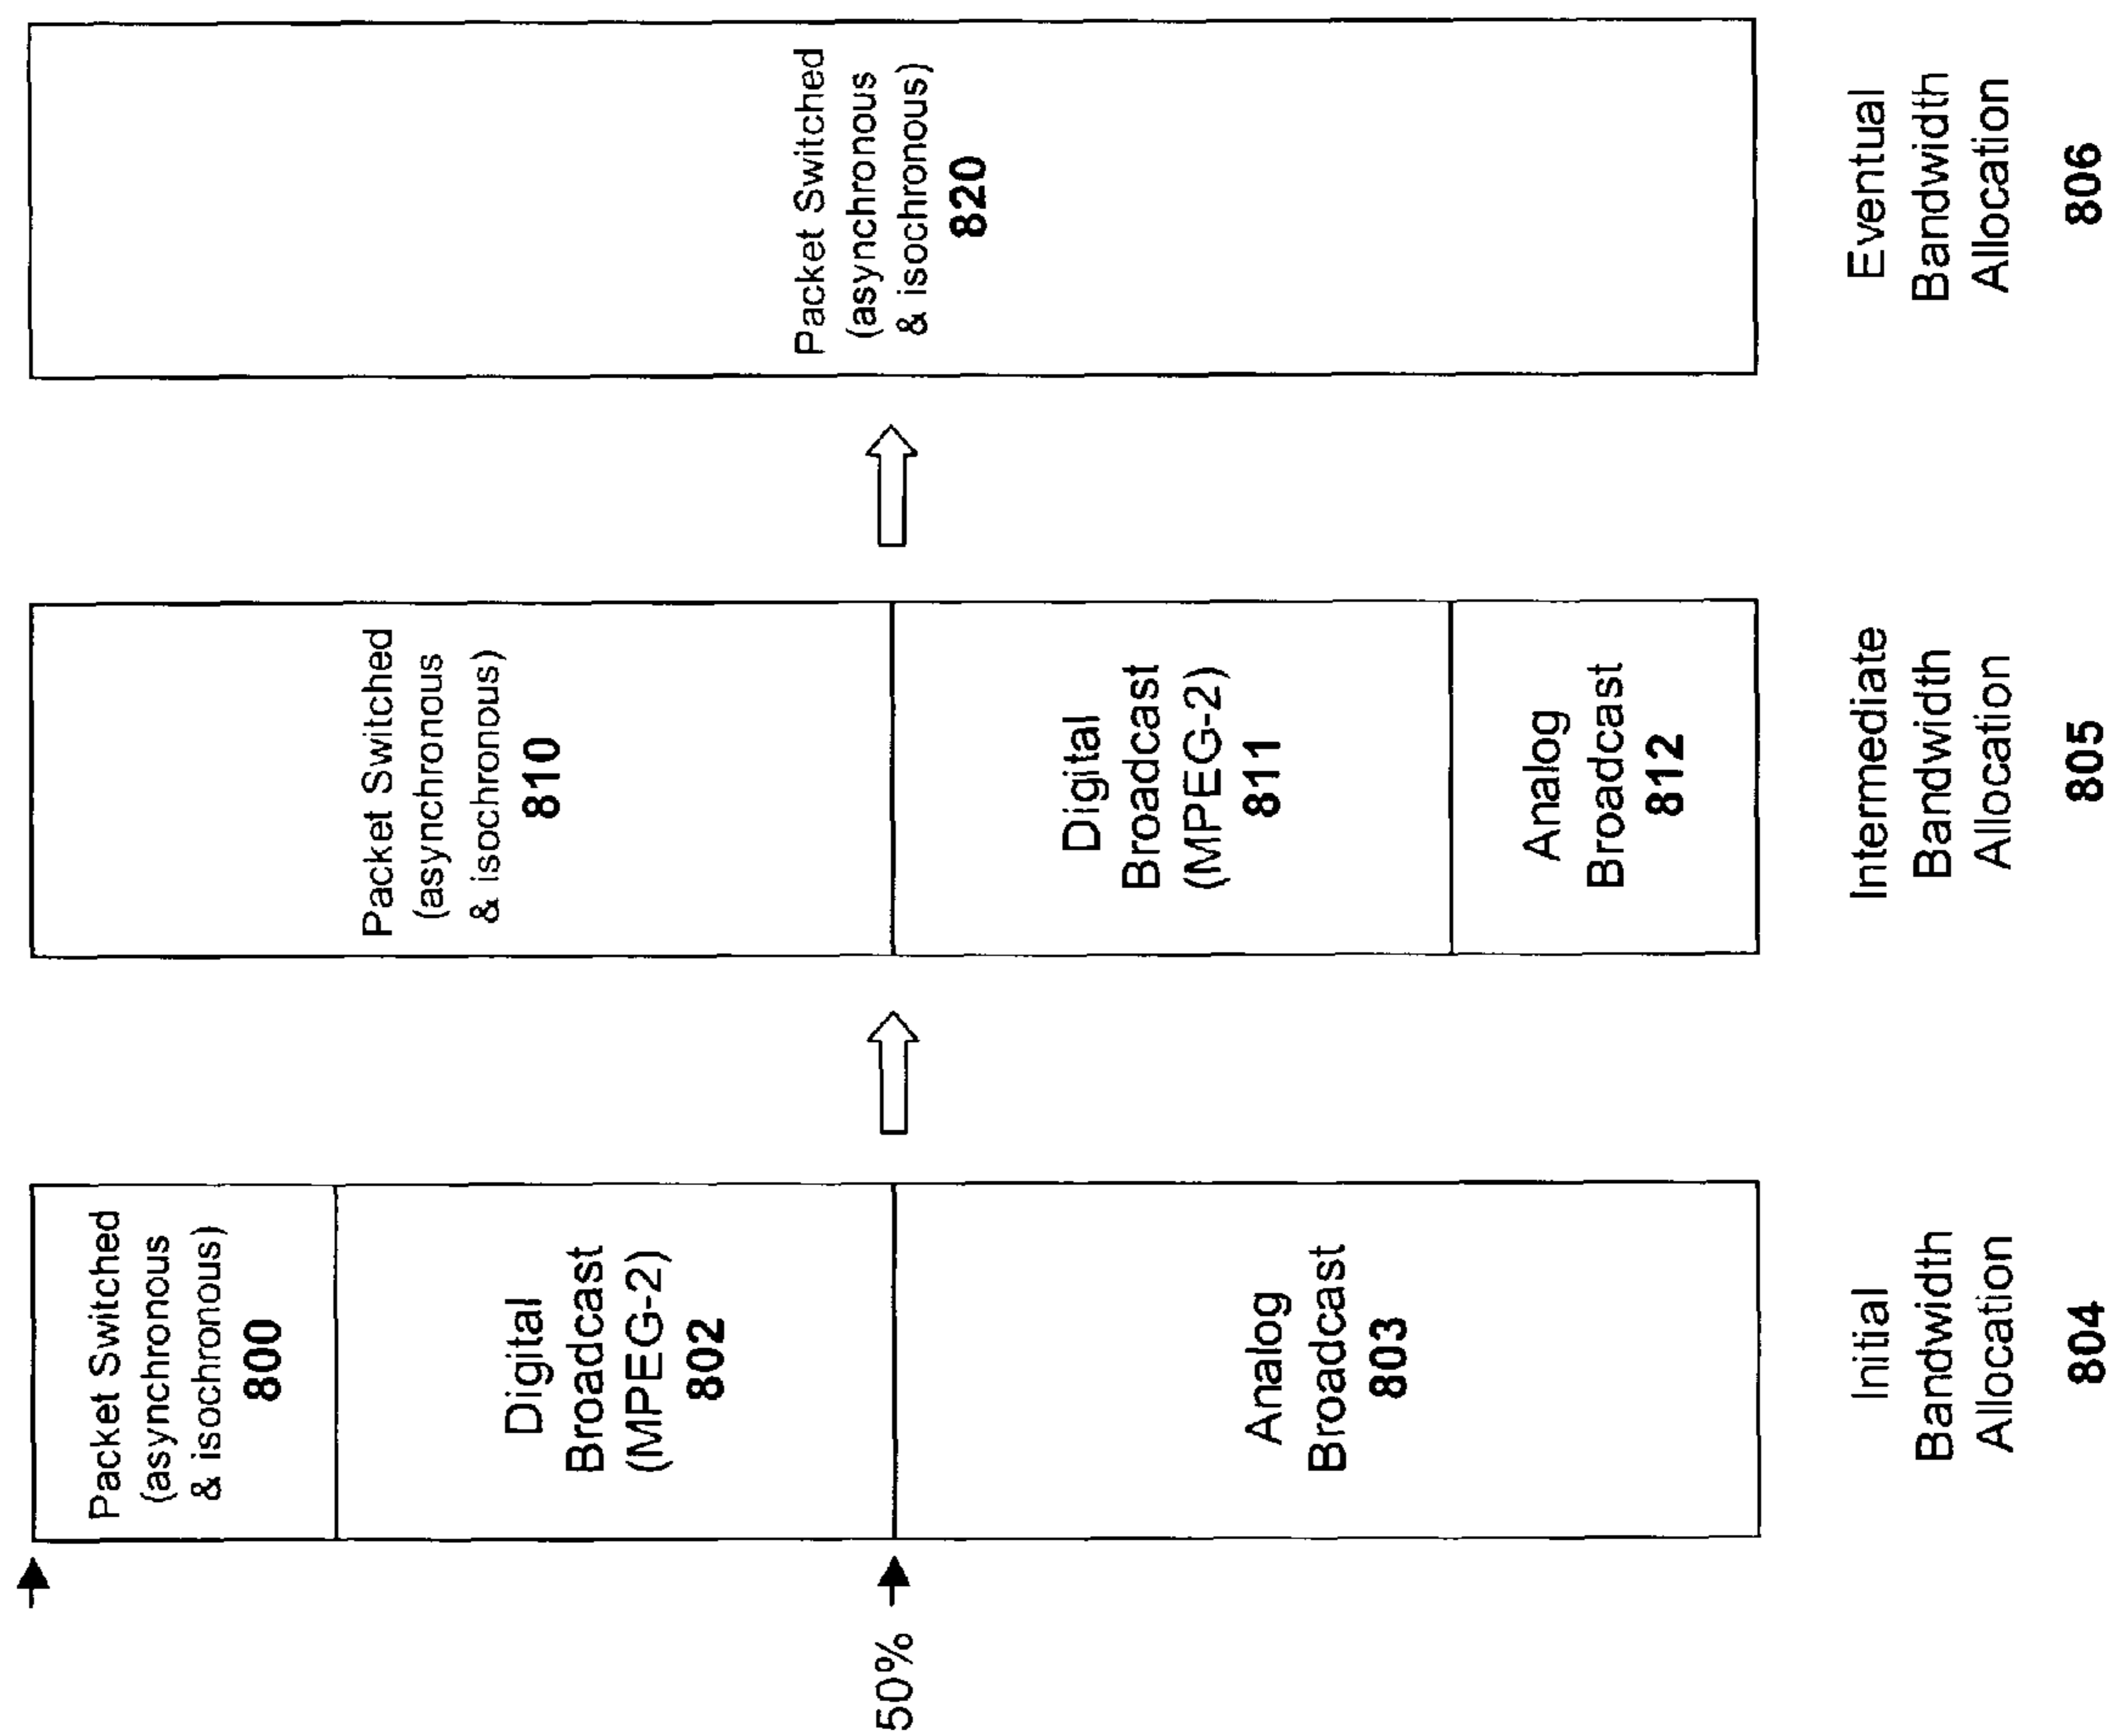 50%
Packet Switched
(asynchronous
& isochronous)
800
Digital
Broadcast
(MPEG-2)
802
Analog
Broadcast
803
Initial
Bandwidth
Allocation
804
Packet Switched
(asynchronous
& isochronous)
810
Digital
Broadcast
(MPEG-2)
811
Analog
Broadcast
812
Intermediate
Bandwidth
Allocation
805
Packet Switched
(asynchronous
& isochronous)
820
Eventual
Bandwidth
Allocation
806